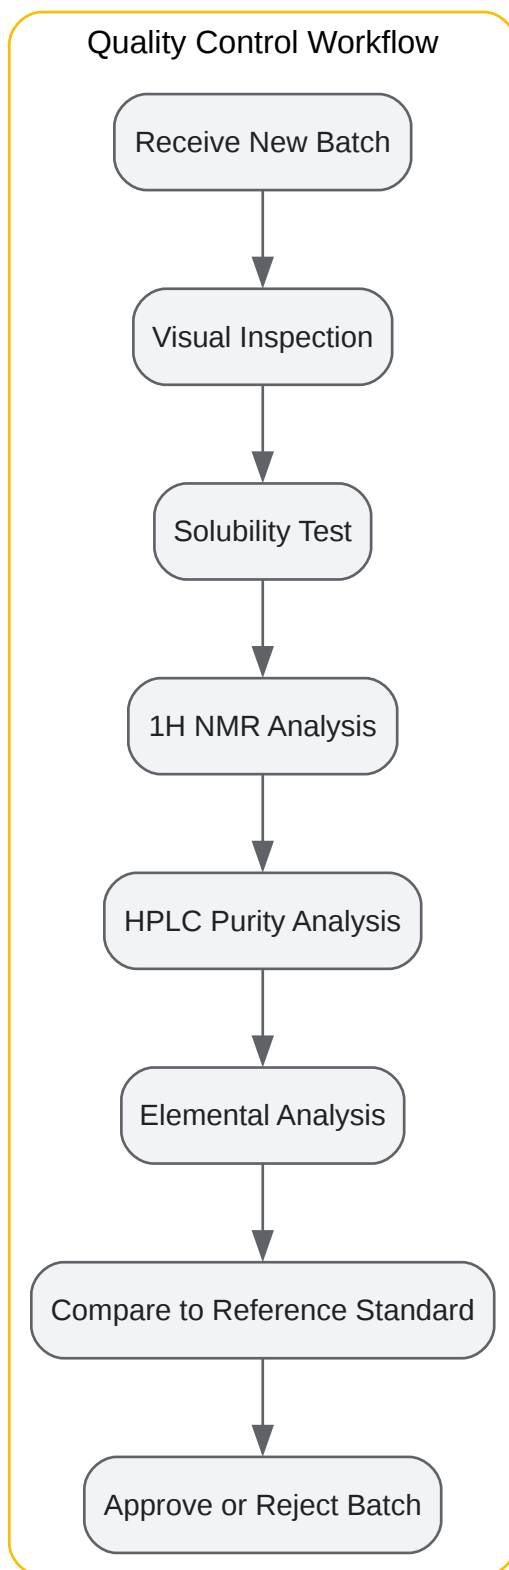 Quality Control Workflow
Receive New Batch
Visual Inspection
Solubility Test
1H NMR Analysis
HPLC Purity Analysis
Elemental Analysis
Compare to Reference Standard
Approve or Reject Batch